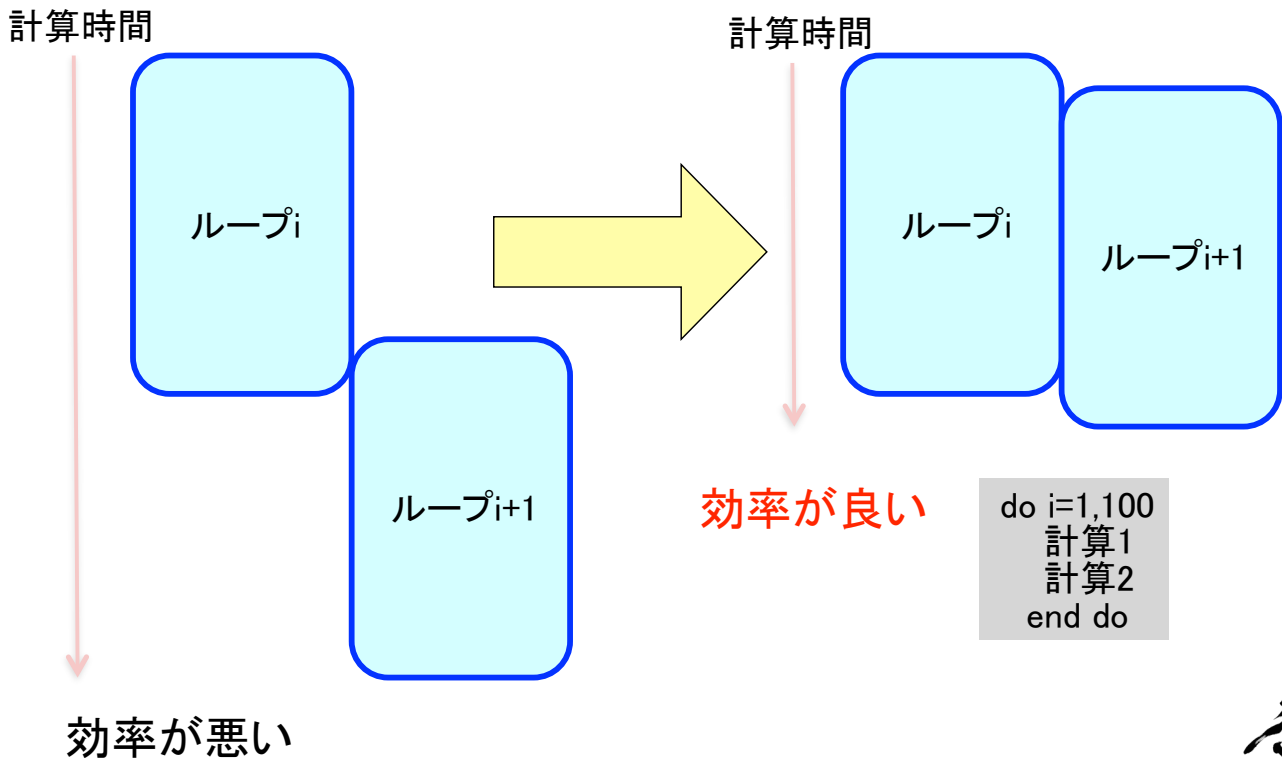 計算時間
ループi
ループi+1
効率が悪い
計算時間
ループi
ループi+1
効率が良い
do i=1,100
計算1
計算2
end do